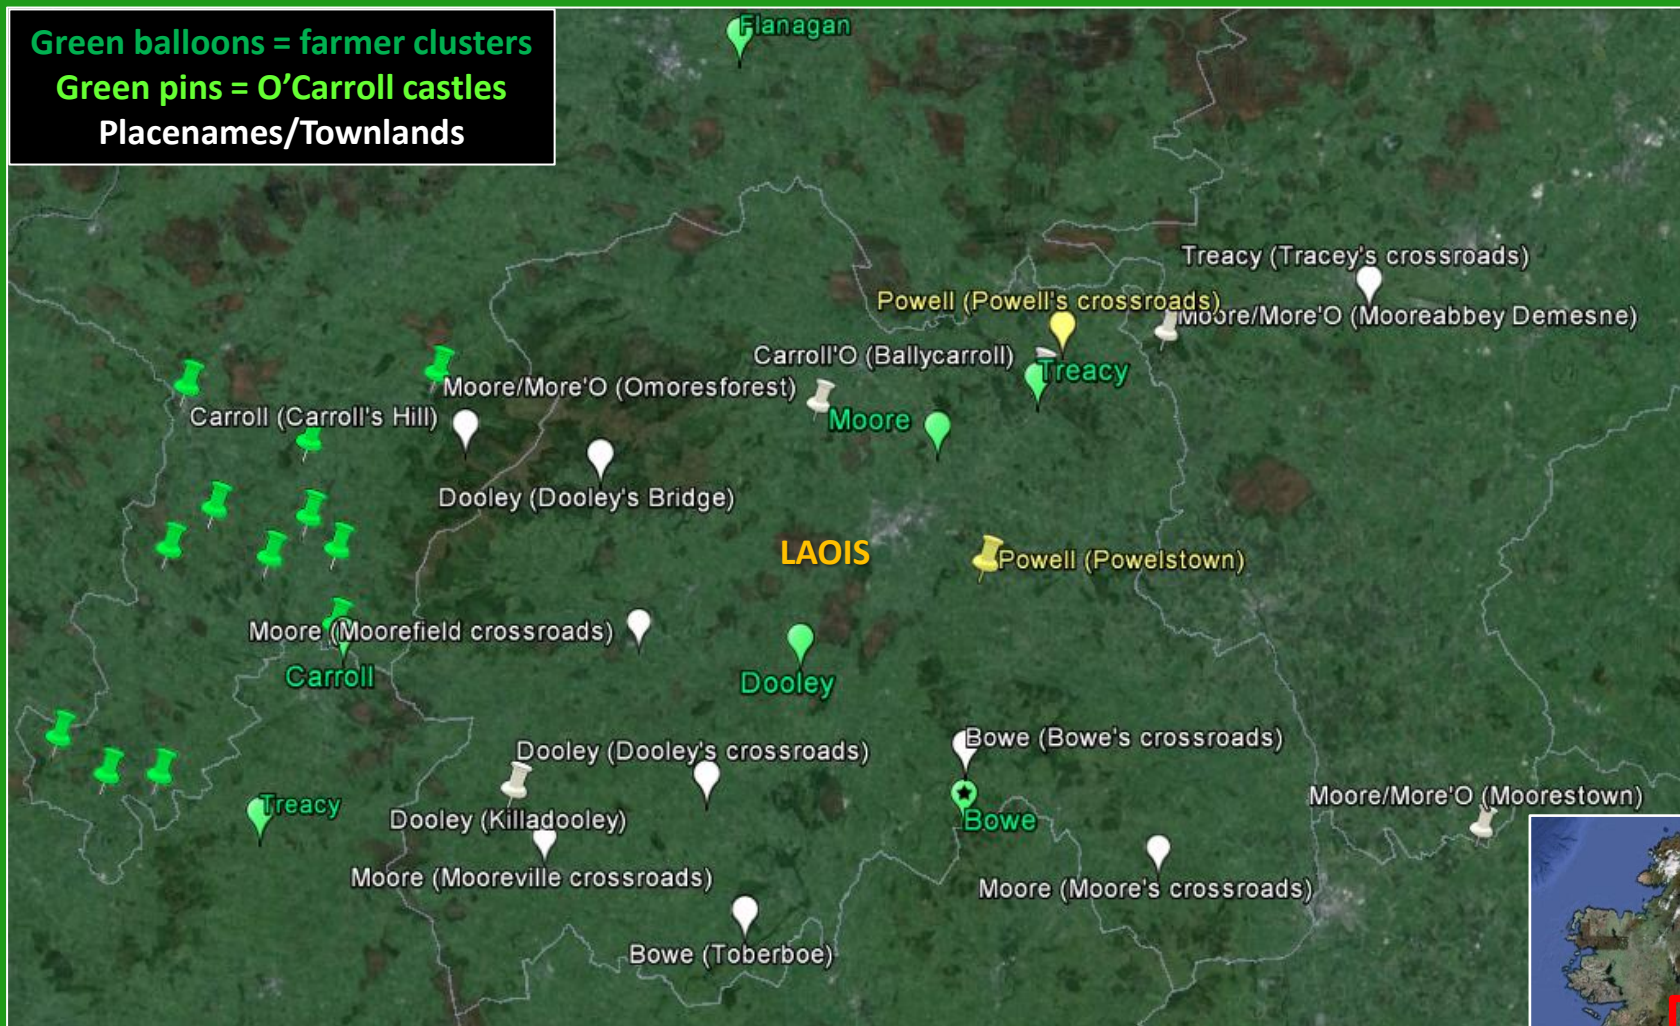 Green balloons = farmer clusters
Green pins = O'Carroll castles
Placenames/Townlands
Flanagan
Treacy (Tracey's crossroads)
Powell (Powell's crossroads)
Moore/More'O (Mooreabbey Demesne)
Carroll'O (Ballycarroll)
Treacy
Moore/More'O (Omoresforest)
Carroll (Carroll's Hill)
Moore
Dooley (Dooley's Bridge)
LAOIS
Powell (Powelstown)
Moore (Moorefield crossroads)
Carroll
Dooley
Bowe (Bowe's crossroads)
Dooley (Dooley's crossroads)
Moore/More'O (Moorestown)
Treacy
Dooley (Killadooley)
Bowe
Moore (Mooreville crossroads)
Moore (Moore's crossroads)
Bowe (Toberboe)